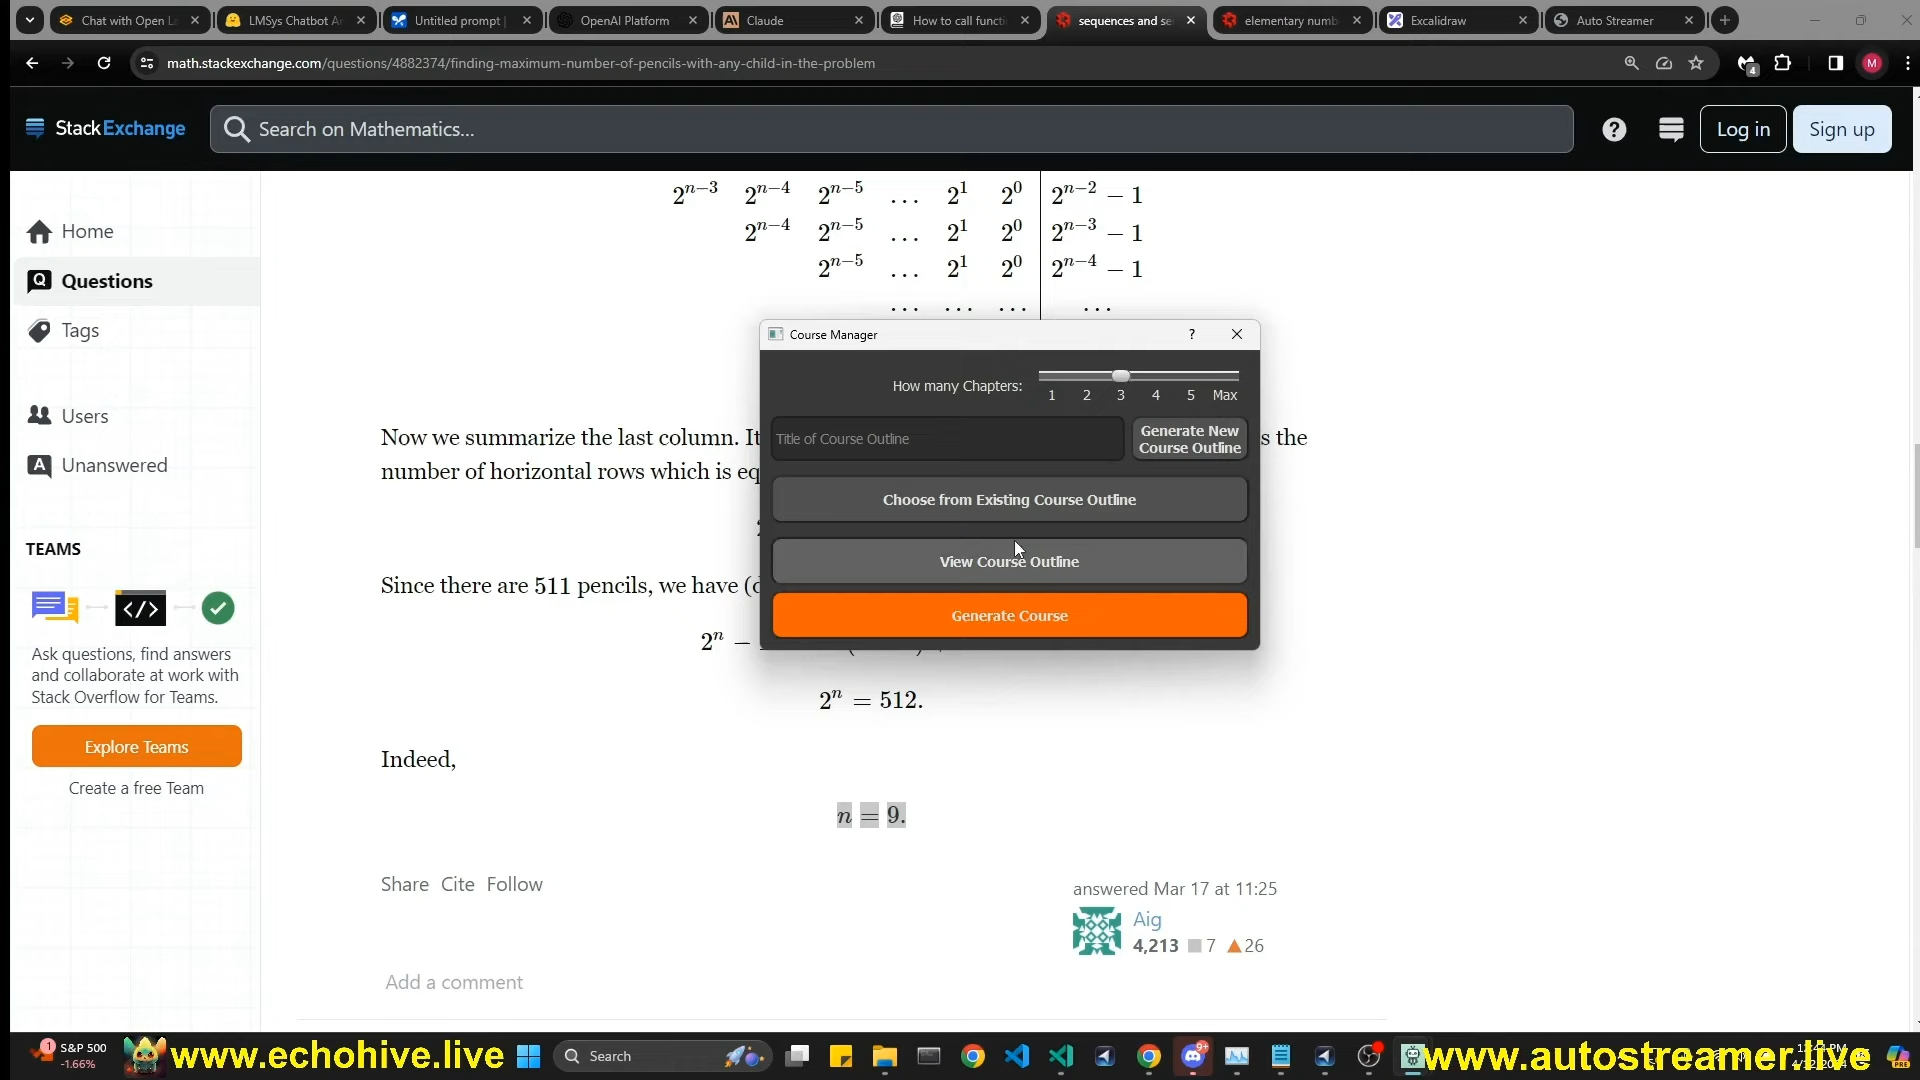 Chat with Open L
LMSys Chatbot A
Untitled prompt
OpenAI Platform
Claude
How to call functi
sequences and se
elementary numb
Excalidraw
Auto Streamer
math.stackexchange.com/questions/4882374/finding-maximum-number-of-pencils-with-any-child-in-the-problem
4
M
StackExchange
Search on Mathematics...
Log in
Sign up
Home
Questions
Tags
Users
Unanswered
TEAMS
Ask questions, find answers
and collaborate at work with
Stack Overflow for Teams.
Explore Teams
Create a free Team
2^{n−3} 2^{n−4} 2^{n−5} ... 2^1 2^0 2^{n−2} − 1
2^{n−4} 2^{n−5} ... 2^1 2^0 2^{n−3} − 1
2^{n−5} ... 2^1 2^0 2^{n−4} − 1
... ... ... ...
Now we summarize the last column. It s the
number of horizontal rows which is eq
Since there are 511 pencils, we have (
2^n −
2^n = 512.
Indeed,
n = 9.
Share Cite Follow
answered Mar 17 at 11:25
Aig
4,213 7 26
Add a comment
Course Manager
?
How many Chapters:
1 2 3 4 5 Max
Title of Course Outline
Generate New
Course Outline
Choose from Existing Course Outline
View Course Outline
Generate Course
1
S&P 500
-1.66%
www.echohive.live
Search
9+
www.autostreamer.live
PRE